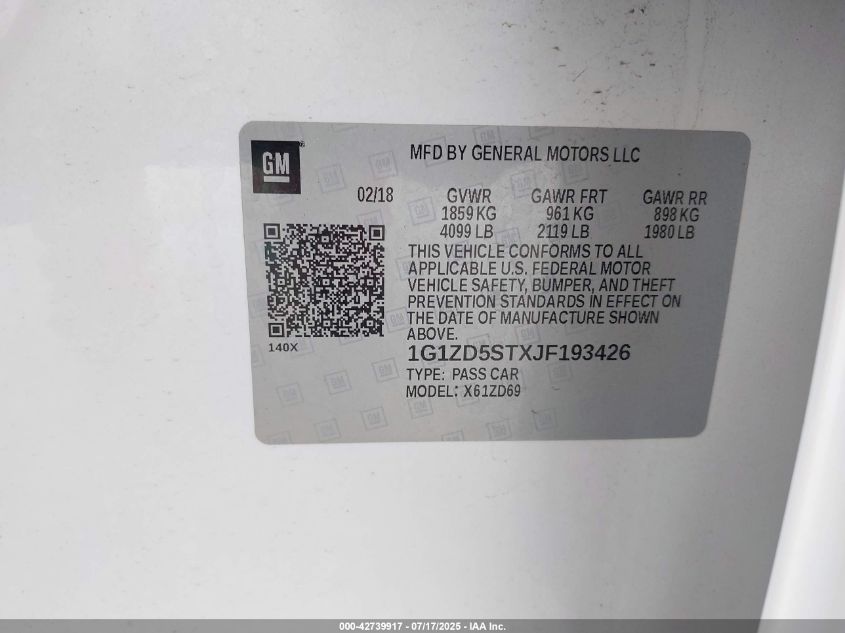 GM
MFD BY GENERAL MOTORS LLC
02/18 GVWR GAWR FRT GAWR RR
1859 KG 961 KG 898 KG
4099 LB 2119 LB 1980 LB
THIS VEHICLE CONFORMS TO ALL
APPLICABLE U.S. FEDERAL MOTOR
VEHICLE SAFETY, BUMPER, AND THEFT
PREVENTION STANDARDS IN EFFECT ON
THE DATE OF MANUFACTURE SHOWN
ABOVE.
140X
1G1ZD5STXJF193426
TYPE: PASS CAR
MODEL: X61ZD69
000-42739917 - 07/17/2025 - IAA Inc.